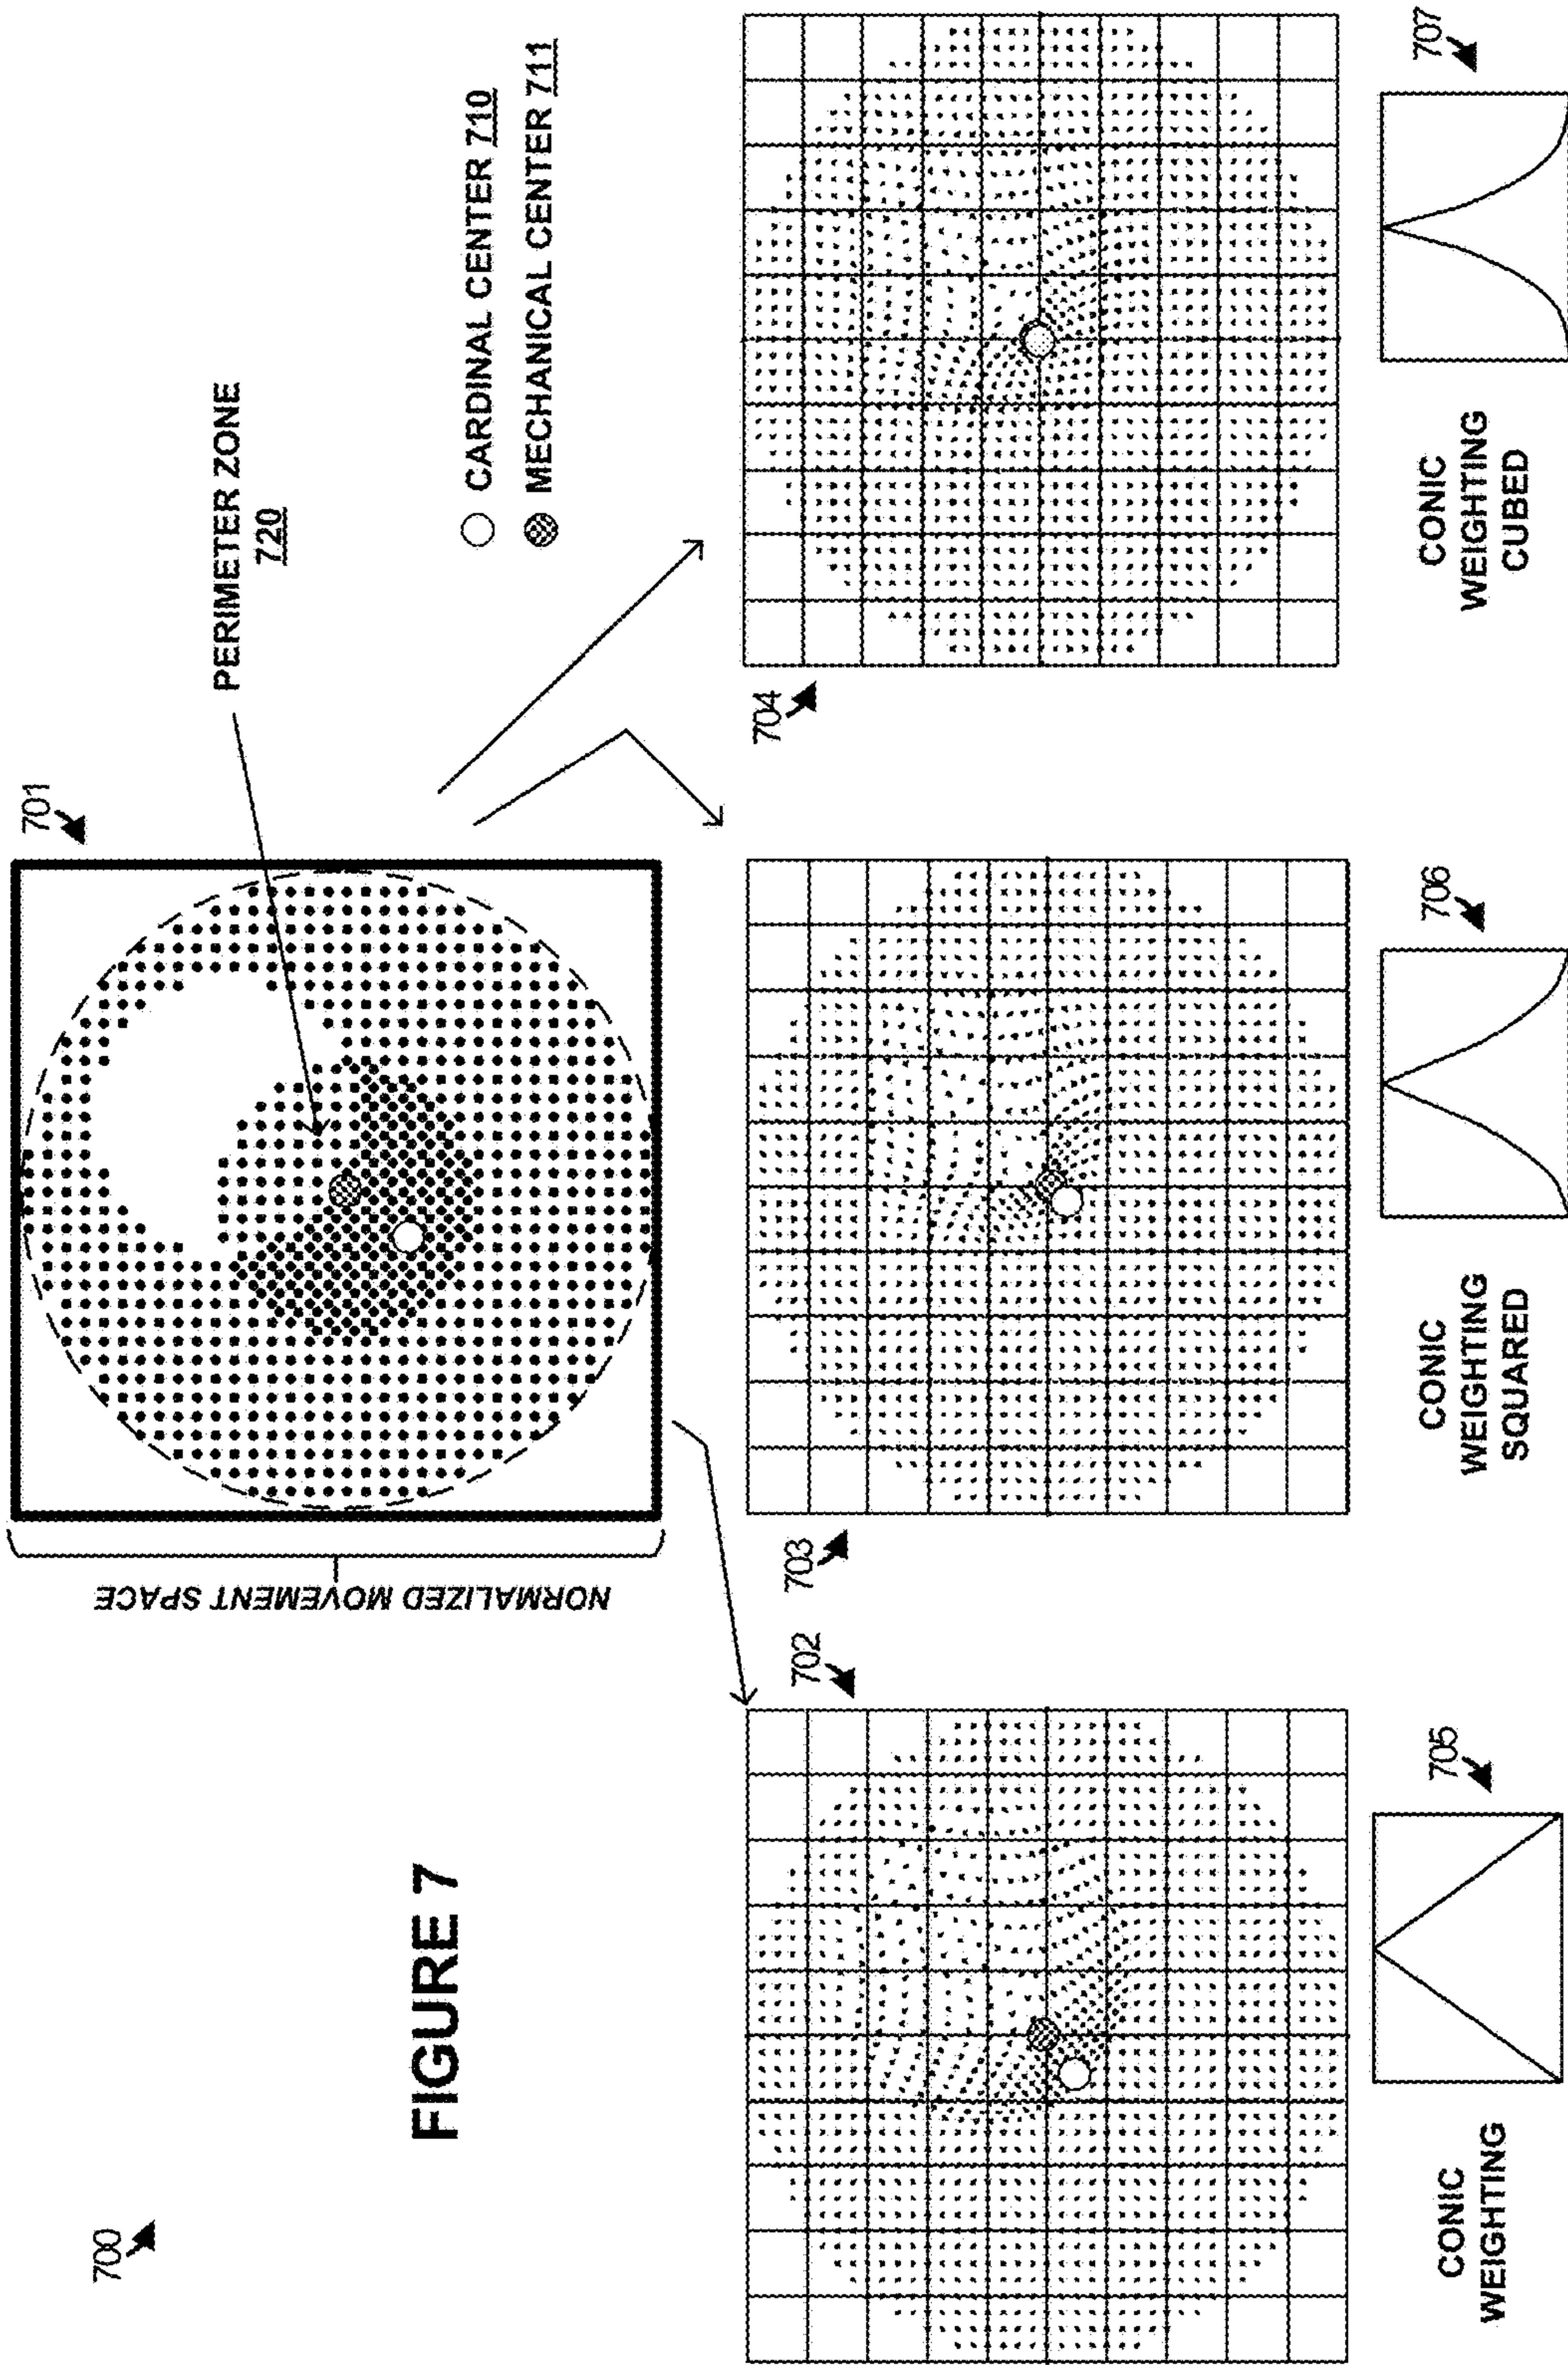 700
FIGURE 7
NORMALIZED MOVEMENT SPACE
701
PERIMETER ZONE
720
CARDINAL CENTER 710
MECHANICAL CENTER 711
702
703
704
CONIC
WEIGHTING
705
CONIC
WEIGHTING
SQUARED
706
CONIC
WEIGHTING
CUBED
707